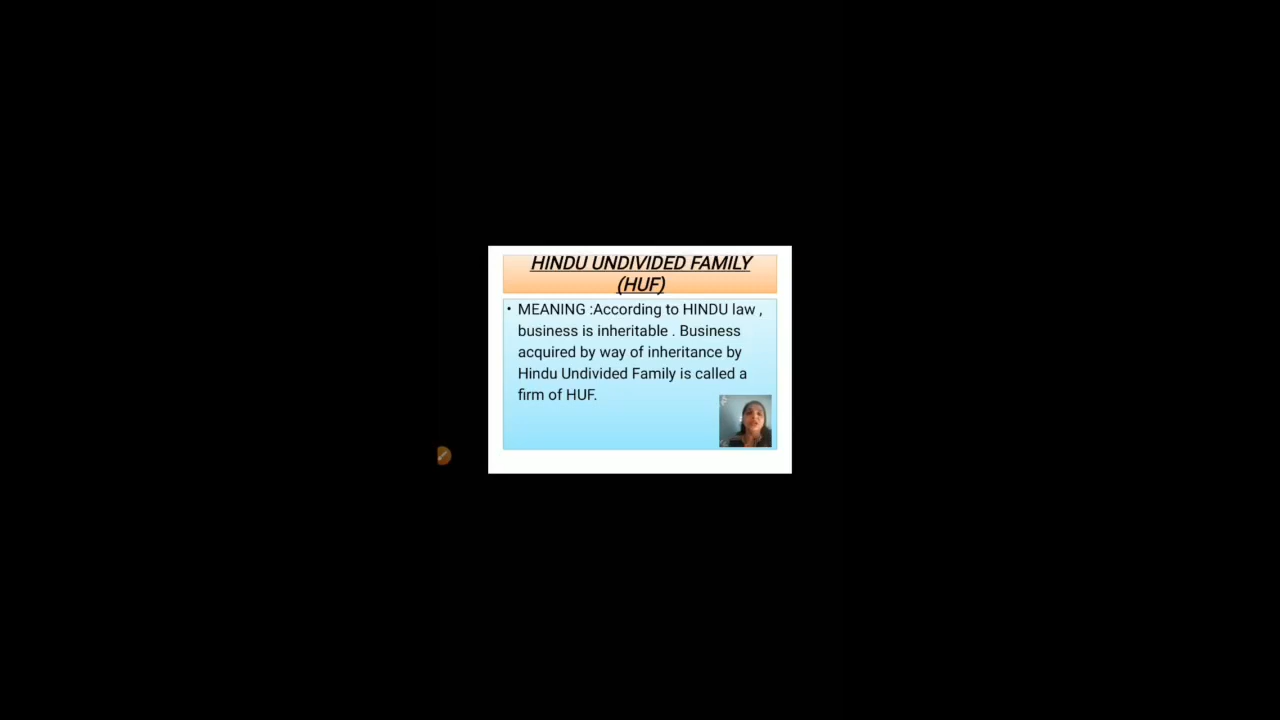 HINDU UNDIVIDED FAMILY
(HUF)
• MEANING :According to HINDU law ,
business is inheritable . Business
acquired by way of inheritance by
Hindu Undivided Family is called a
firm of HUF.